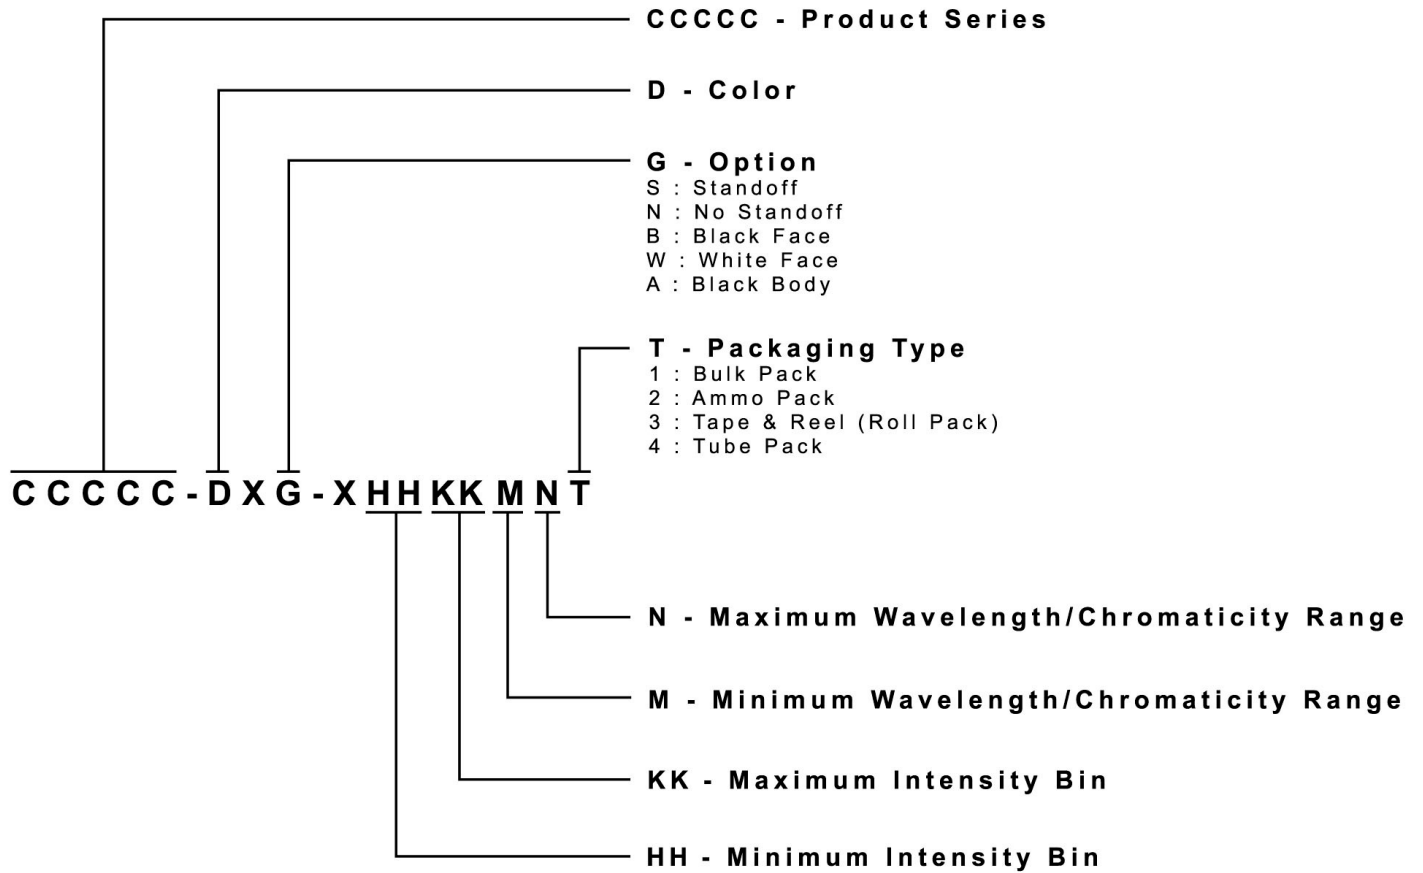 CCCCC - Product Series
D - Color
G - Option
S : Standoff
N : No Standoff
B : Black Face
W : White Face
A : Black Body
T - Packaging Type
1 : Bulk Pack
2 : Ammo Pack
3 : Tape & Reel (Roll Pack)
4 : Tube Pack
CCCCC-DXG-XHHKKMNT
N - Maximum Wavelength/Chromaticity Range
M - Minimum Wavelength/Chromaticity Range
KK - Maximum Intensity Bin
HH - Minimum Intensity Bin